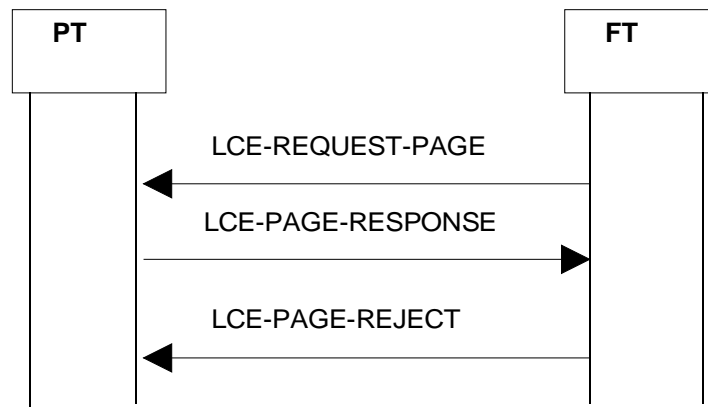 PT
FT
LCE-REQUEST-PAGE
LCE-PAGE-RESPONSE
LCE-PAGE-REJECT